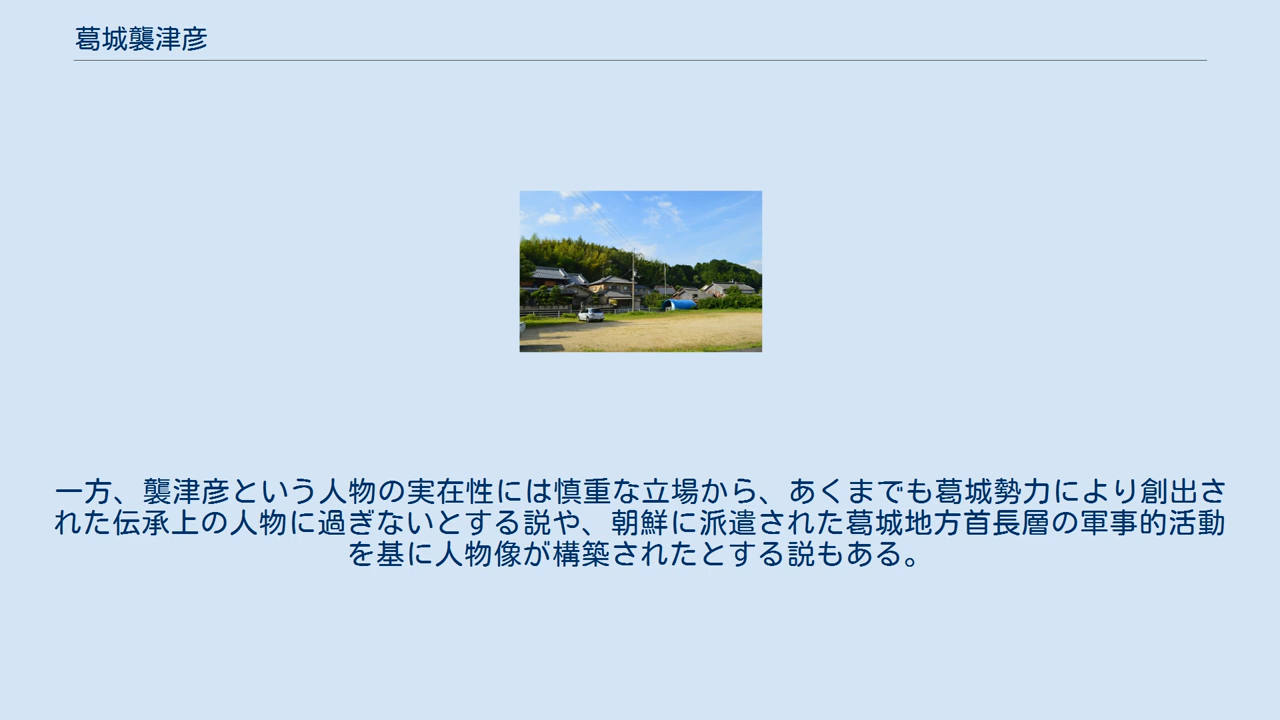 葛城襲津彦
一方、襲津彦という人物の実在性には慎重な立場から、あくまでも葛城勢力により創出さ
れた伝承上の人物に過ぎないとする説や、朝鮮に派遣された葛城地方首長層の軍事的活動
を基に人物像が構築されたとする説もある。